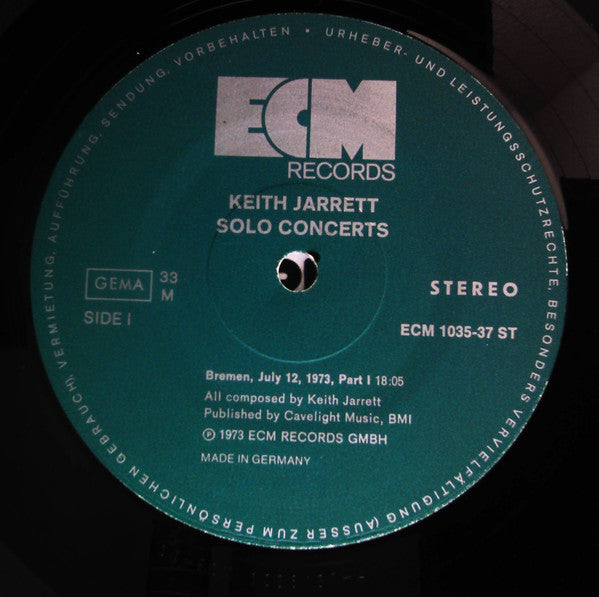 URHEBER- UND LEISTUNGSSCHUTZRECHTE, BESONDERS VERVIELFÄLTIGUNG (AUSSER ZUM PERSÖNLICHEN GEBRAUCH), VERMIETUNG, AUFFÜHRUNG, SENDUNG, VORBEHALTEN •
ECM
RECORDS
KEITH JARRETT
SOLO CONCERTS
GEMA
33
M
SIDE I
STEREO
ECM 1035-37 ST
Bremen, July 12, 1973, Part I 18:05
All composed by Keith Jarrett
Published by Cavelight Music, BMI
℗ 1973 ECM RECORDS GMBH
MADE IN GERMANY